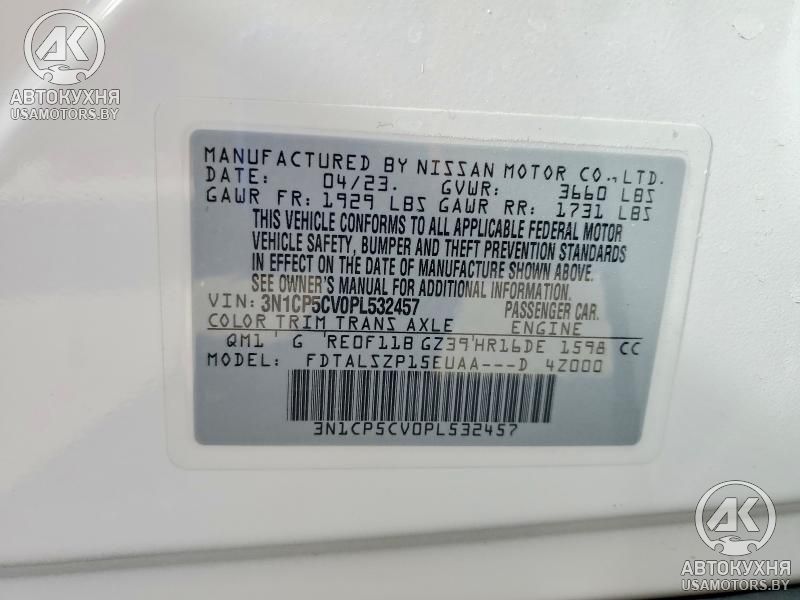 AK
АВТОКУХНЯ
USAMOTORS.BY
MANUFACTURED BY NISSAN MOTOR CO., LTD.
DATE: 04/23. GVWR: 3660 LBS
GAWR FR: 1929 LBS GAWR RR: 1731 LBS
THIS VEHICLE CONFORMS TO ALL APPLICABLE FEDERAL MOTOR
VEHICLE SAFETY, BUMPER AND THEFT PREVENTION STANDARDS
IN EFFECT ON THE DATE OF MANUFACTURE SHOWN ABOVE.
SEE OWNER'S MANUAL FOR ADDITIONAL INFORMATION.
VIN: 3N1CP5CV0PL532457 PASSENGER CAR.
COLOR TRIM TRANS AXLE ENGINE
QM1 ' G 'RE0F11B GZ39'HR16DE 1598 CC
MODEL: FDTALSZP15EUAA---D 4Z000
3N1CP5CV0PL532457
AK
АВТОКУХНЯ
USAMOTORS.BY